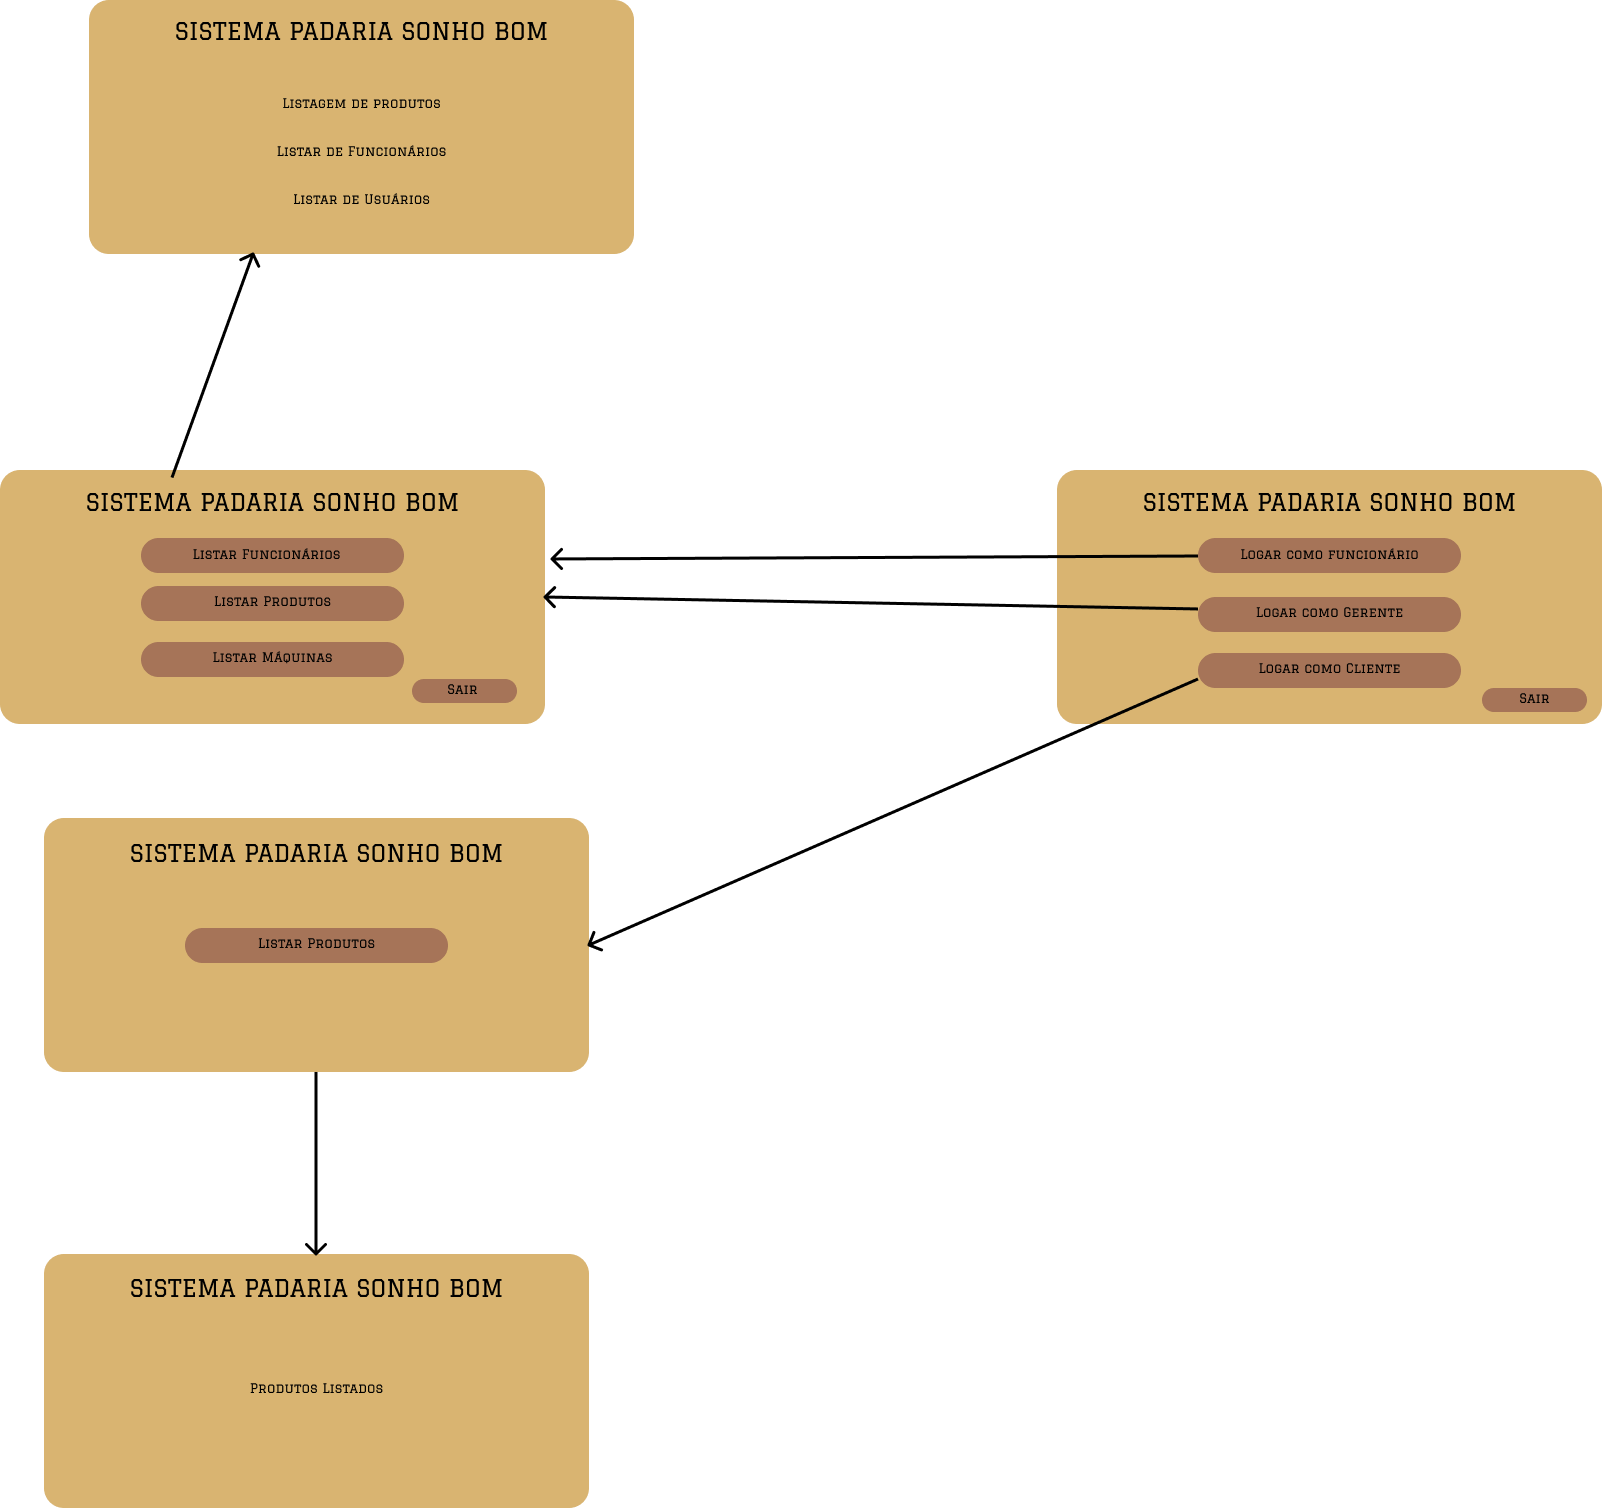 SISTEMA PADARIA SONHO BOM
Listagem de produtos
Listar de Funcionários
Listar de Usuários
SISTEMA PADARIA SONHO BOM
Listar Funcionários
Listar Produtos
Listar Máquinas
Sair
SISTEMA PADARIA SONHO BOM
Logar como funcionário
Logar como Gerente
Logar como Cliente
Sair
SISTEMA PADARIA SONHO BOM
Listar Produtos
SISTEMA PADARIA SONHO BOM
Produtos Listados